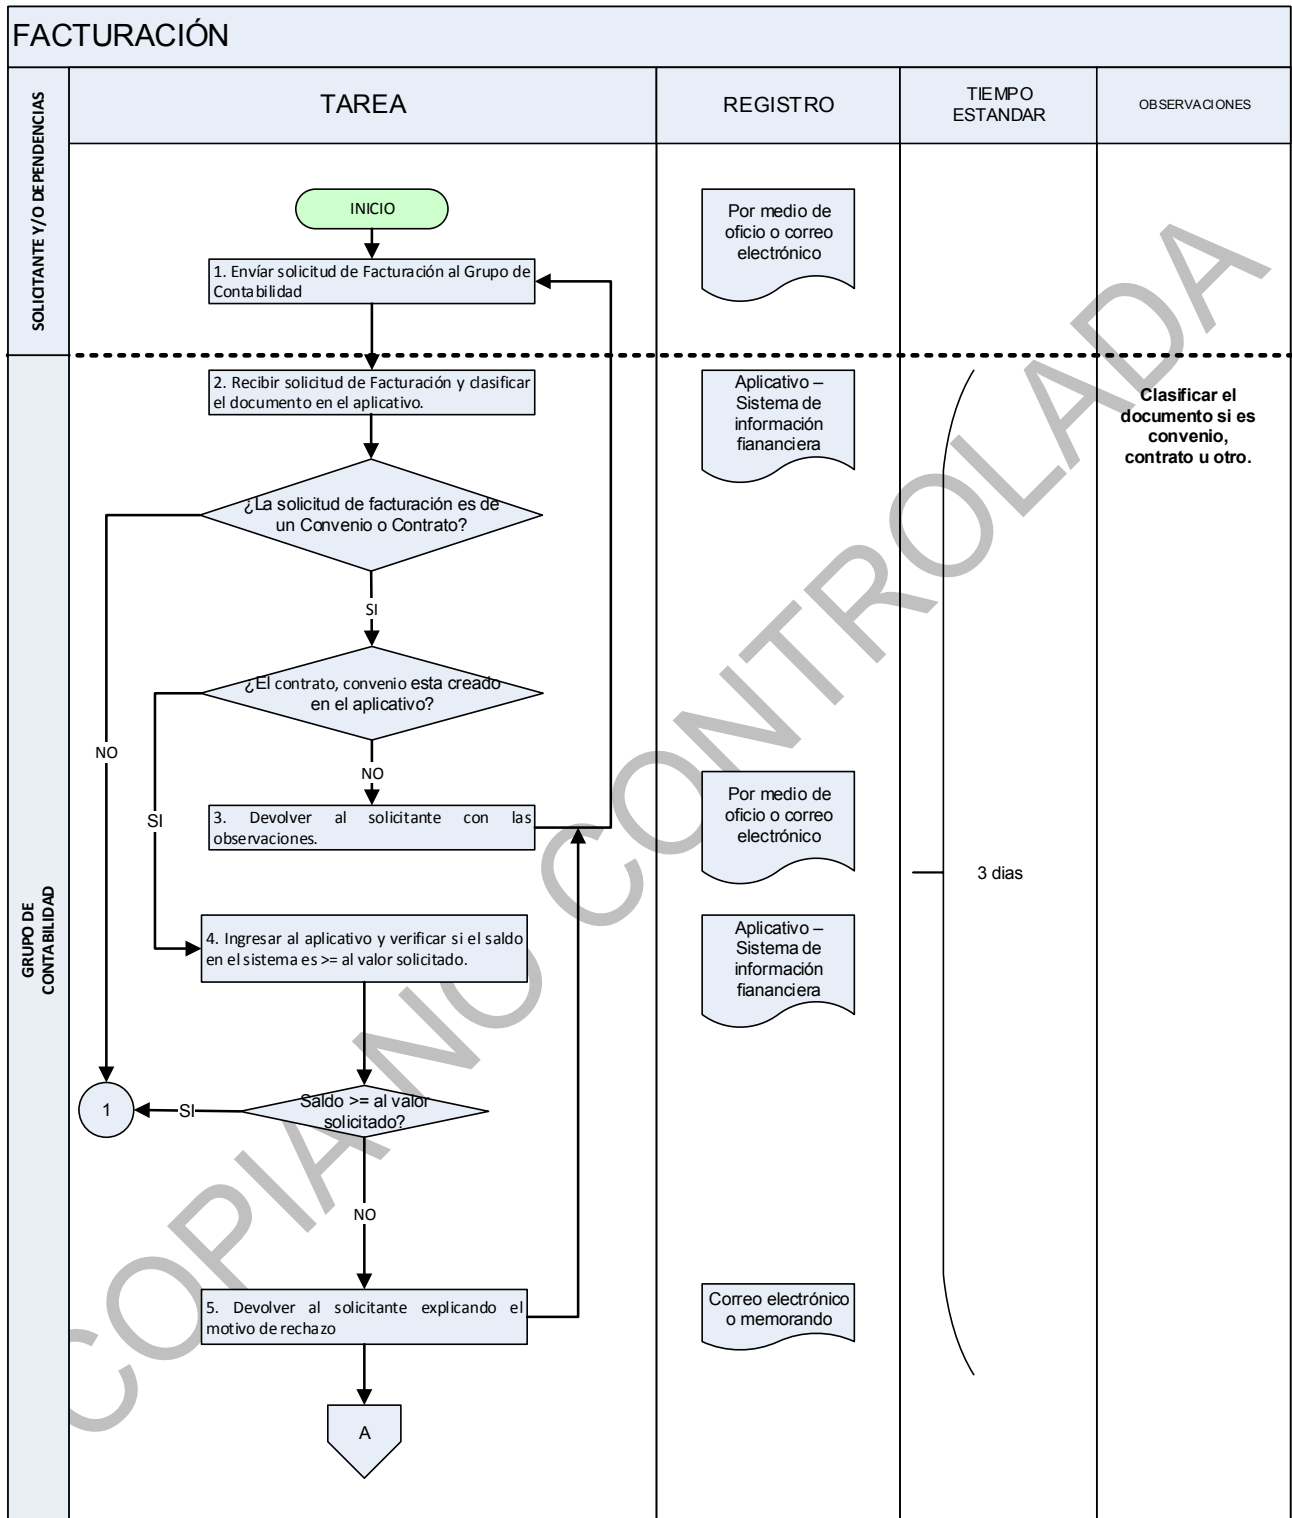 FACTURACIÓN
SOLICITANTE Y/O DEPENDENCIAS
TAREA
REGISTRO
TIEMPO
ESTANDAR
OBSERVACIONES
INICIO
Por medio de
oficio o correo
electrónico
1. Envíar solicitud de Facturación al Grupo de
Contabilidad
GRUPO DE
CONTABILIDAD
2. Recibir solicitud de Facturación y clasificar
el documento en el aplicativo.
Aplicativo –
Sistema de
información
fiananciera
Clasificar el
documento si es
convenio,
contrato u otro.
¿La solicitud de facturación es de
un Convenio o Contrato?
SI
¿El contrato, convenio esta creado
en el aplicativo?
NO
NO
SI
3. Devolver al solicitante con las
observaciones.
Por medio de
oficio o correo
electrónico
3 dias
4. Ingresar al aplicativo y verificar si el saldo
en el sistema es >= al valor solicitado.
Aplicativo –
Sistema de
información
fiananciera
1
SI
Saldo >= al valor
solicitado?
NO
5. Devolver al solicitante explicando el
motivo de rechazo
Correo electrónico
o memorando
A
COPIA NO CONTROLADA